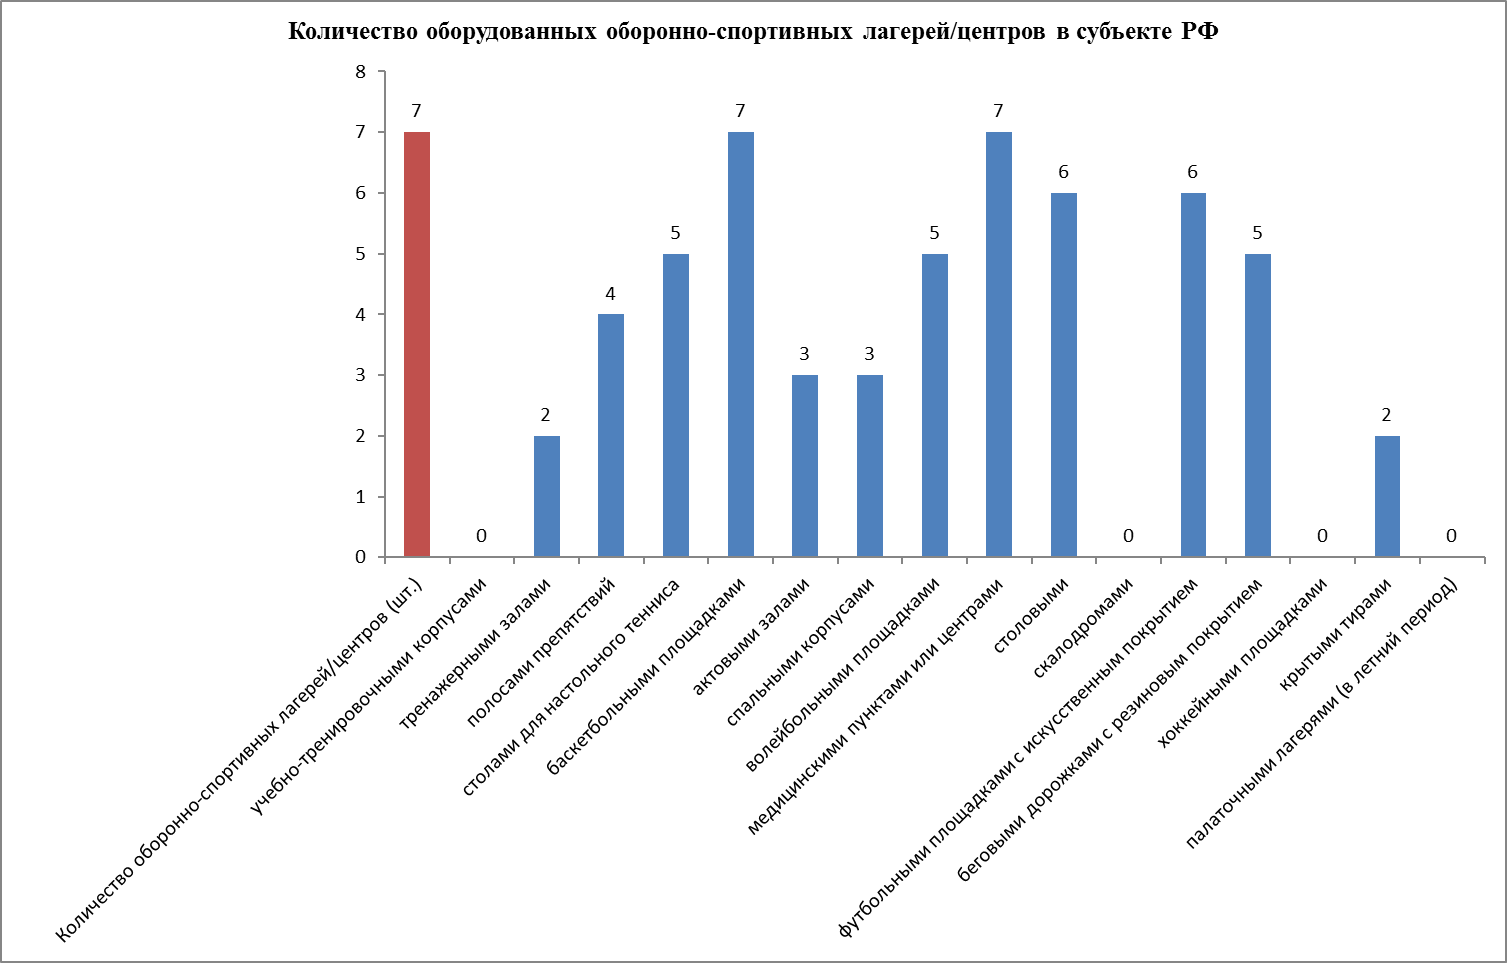 Количество оборудованных оборонно-спортивных лагерей/центров в субъекте РФ
8
7
6
5
4
3
2
1
0
7
0
2
4
5
7
3
3
5
7
6
0
6
5
0
2
0
Количество оборонно-спортивных лагерей/центров (шт.)
учебно-тренировочными корпусами
тренажерными залами
полосами препятствий
столами для настольного тенниса
баскетбольными площадками
актовыми залами
спальными корпусами
волейбольными площадками
медицинскими пунктами или центрами
столовыми
скалодромами
футбольными площадками с искусственным покрытием
беговыми дорожками с резиновым покрытием
хоккейными площадками
крытыми тирами
палаточными лагерями (в летний период)